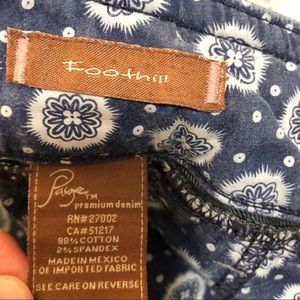 Foothill
Paige™
premium denim
RN#27002
CA#51217
98% COTTON
2% SPANDEX
MADE IN MEXICO
OF IMPORTED FABRIC
SEE CARE ON REVERSE